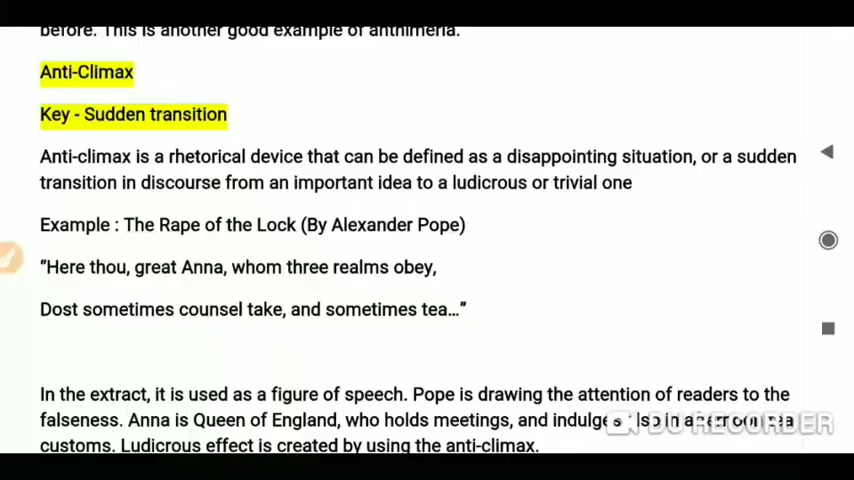 before. This is another good example of anthimeria.
Anti-Climax
Key - Sudden transition
Anti-climax is a rhetorical device that can be defined as a disappointing situation, or a sudden
transition in discourse from an important idea to a ludicrous or trivial one
Example : The Rape of the Lock (By Alexander Pope)
“Here thou, great Anna, whom three realms obey,
Dost sometimes counsel take, and sometimes tea…”
In the extract, it is used as a figure of speech. Pope is drawing the attention of readers to the
falseness. Anna is Queen of England, who holds meetings, and indulges also in afternoon tea
customs. Ludicrous effect is created by using the anti-climax.
DU RECORDER